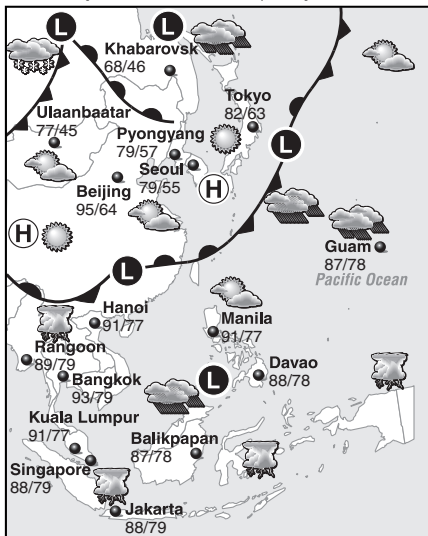 L
L
Khabarovsk
68/46
Ulaanbaatar
77/45
Tokyo
82/63
Pyongyang
79/57
L
Seoul
79/55
Beijing
95/64
H
H
Guam
87/78
Pacific Ocean
L
Hanoi
91/77
Manila
91/77
Rangoon
89/79
Bangkok
93/79
L
Davao
88/78
Kuala Lumpur
91/77
Balikpapan
87/78
Singapore
88/79
Jakarta
88/79